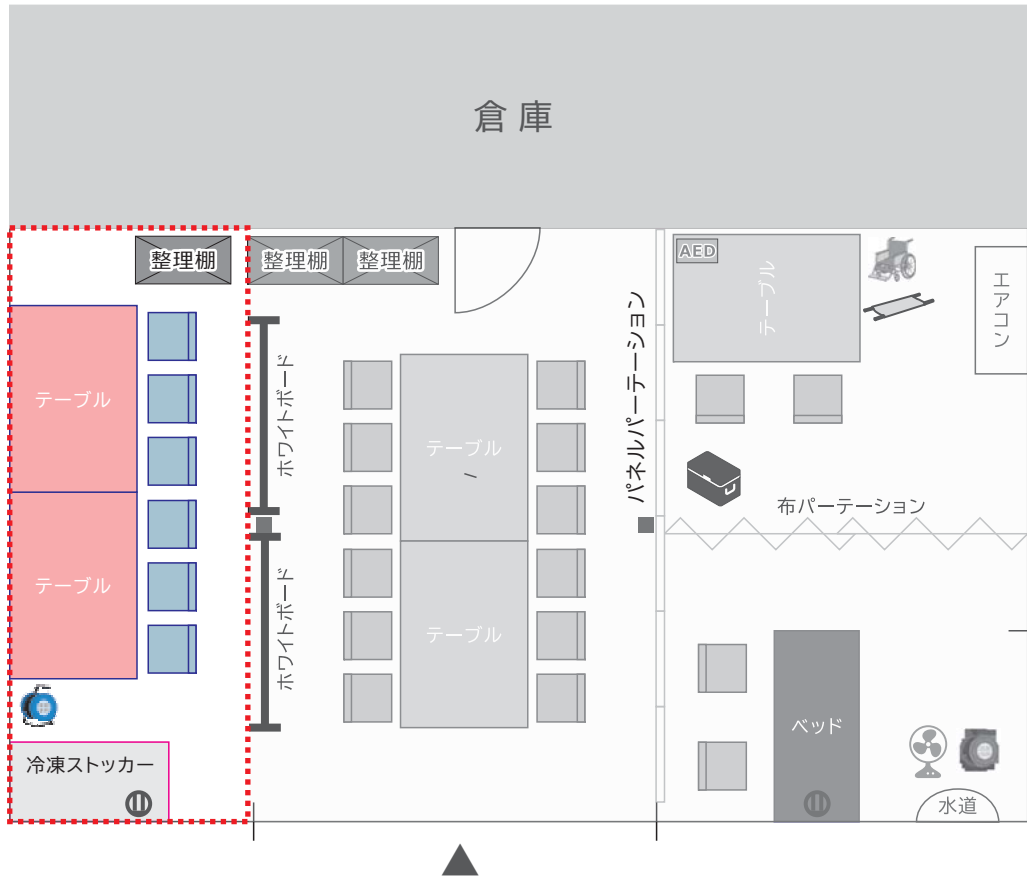 倉庫
整理棚
整理棚
整理棚
AED
テーブル
エアコン
テーブル
ホワイトボード
テーブル
パネルパーテーション
布パーテーション
テーブル
ホワイトボード
テーブル
冷凍ストッカー
ベッド
水道